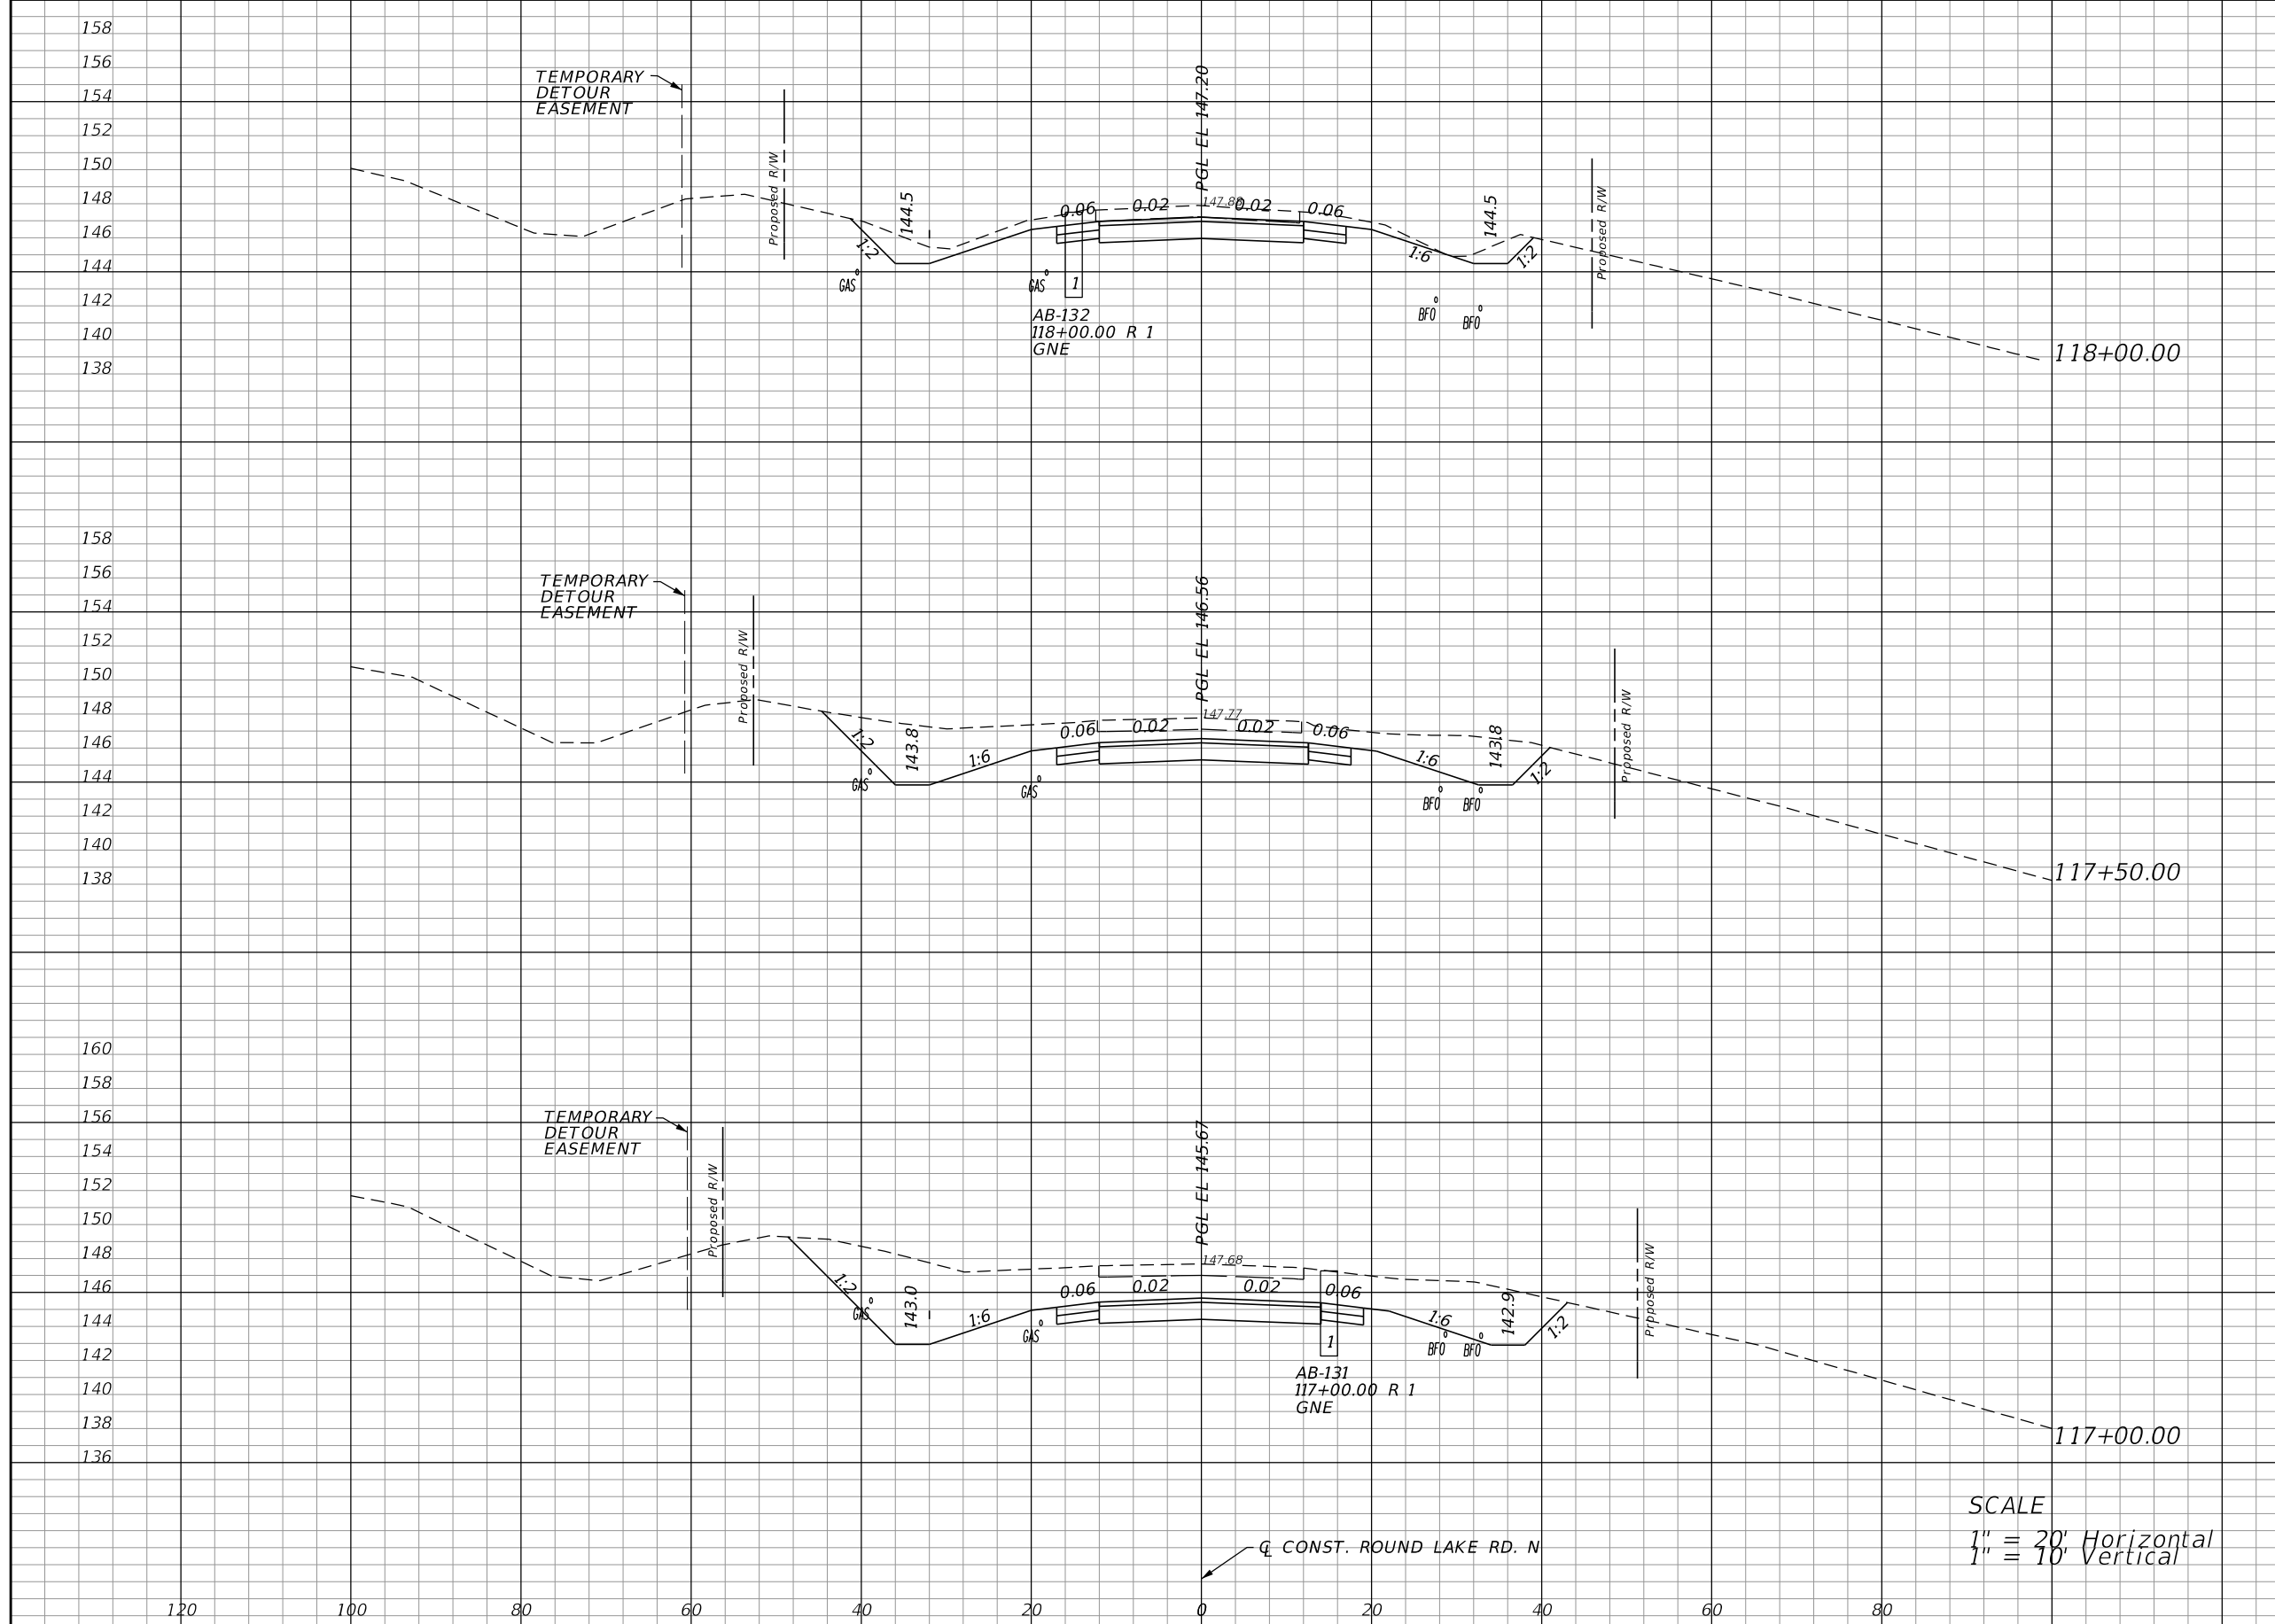 158
156
154
152
150
148
146
144
142
140
138
TEMPORARY
DETOUR
EASEMENT
Proposed R/W
144.5
1:2
GAS
GAS
0.06
0.02
PGL EL 147.20
0.02
0.06
1
AB-132
118+00.00 R 1
GNE
1:6
144.5
1:2
BFO
BFO
Proposed R/W
118+00.00
158
156
154
152
150
148
146
144
142
140
138
TEMPORARY
DETOUR
EASEMENT
Proposed R/W
1:2
143.8
1:6
GAS
GAS
0.06
0.02
PGL EL 146.56
147.77
0.02
0.06
1:6
143.8
1:2
BFO
BFO
Proposed R/W
117+50.00
160
158
156
154
152
150
148
146
144
142
140
138
136
TEMPORARY
DETOUR
EASEMENT
Proposed R/W
1:2
143.0
1:6
GAS
GAS
0.06
0.02
PGL EL 145.67
147.68
0.02
0.06
1
AB-131
117+00.00 R 1
GNE
1:6
142.9
1:2
BFO
BFO
Proposed R/W
117+00.00
SCALE
1" = 20' Horizontal
1" = 10' Vertical
℄ CONST. ROUND LAKE RD. N
120
100
80
60
40
20
0
20
40
60
80